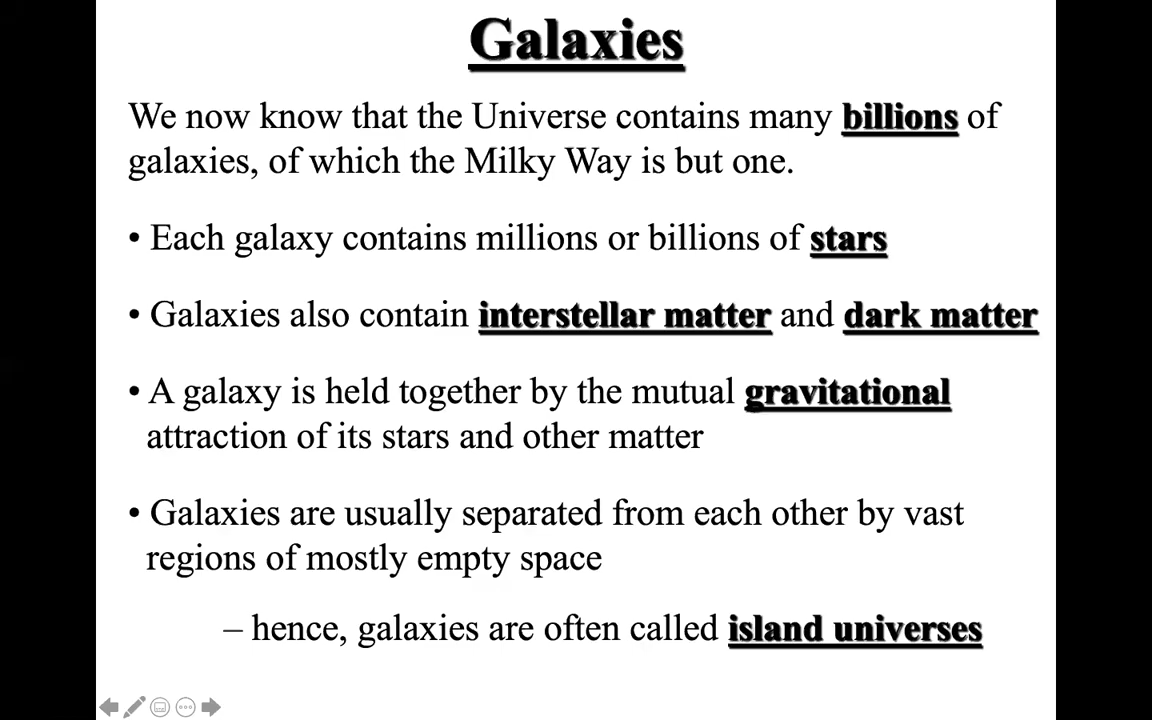 Galaxies
We now know that the Universe contains many billions of
galaxies, of which the Milky Way is but one.
• Each galaxy contains millions or billions of stars
• Galaxies also contain interstellar matter and dark matter
• A galaxy is held together by the mutual gravitational
attraction of its stars and other matter
• Galaxies are usually separated from each other by vast
regions of mostly empty space
– hence, galaxies are often called island universes